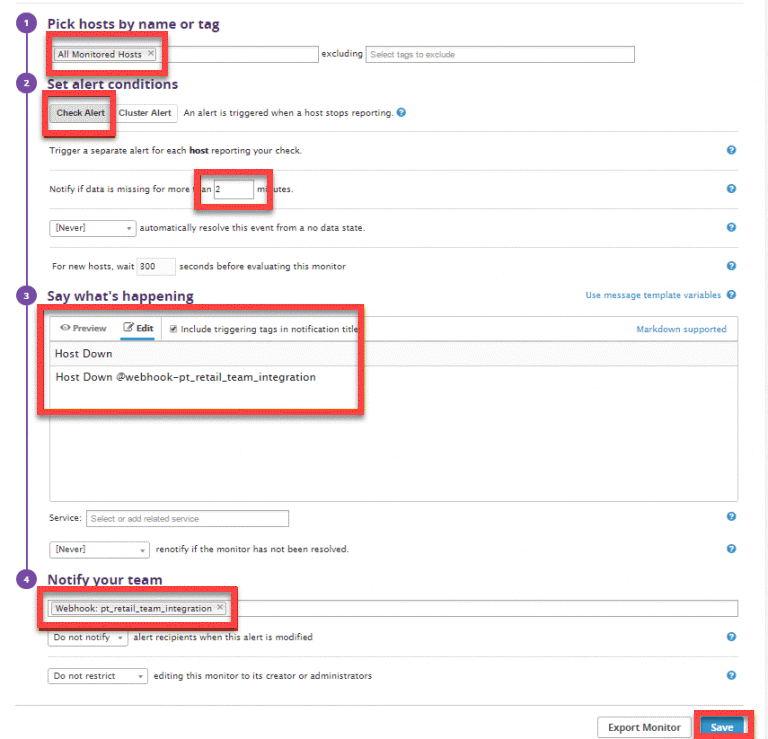 1 Pick hosts by name or tag
All Monitored Hosts × excluding Select tags to exclude
2 Set alert conditions
Check Alert Cluster Alert An alert is triggered when a host stops reporting. ?
Trigger a separate alert for each host reporting your check. ?
Notify if data is missing for more than 2 minutes. ?
[Never] automatically resolve this event from a no data state. ?
For new hosts, wait 300 seconds before evaluating this monitor ?
3 Say what's happening Use message template variables ?
Preview Edit Include triggering tags in notification title Markdown supported
Host Down
Host Down @webhook-pt_retail_team_integration
Service: Select or add related service ?
[Never] renotify if the monitor has not been resolved. ?
4 Notify your team
Webhook: pt_retail_team_integration ×
Do not notify alert recipients when this alert is modified ?
Do not restrict editing this monitor to its creator or administrators ?
Export Monitor Save